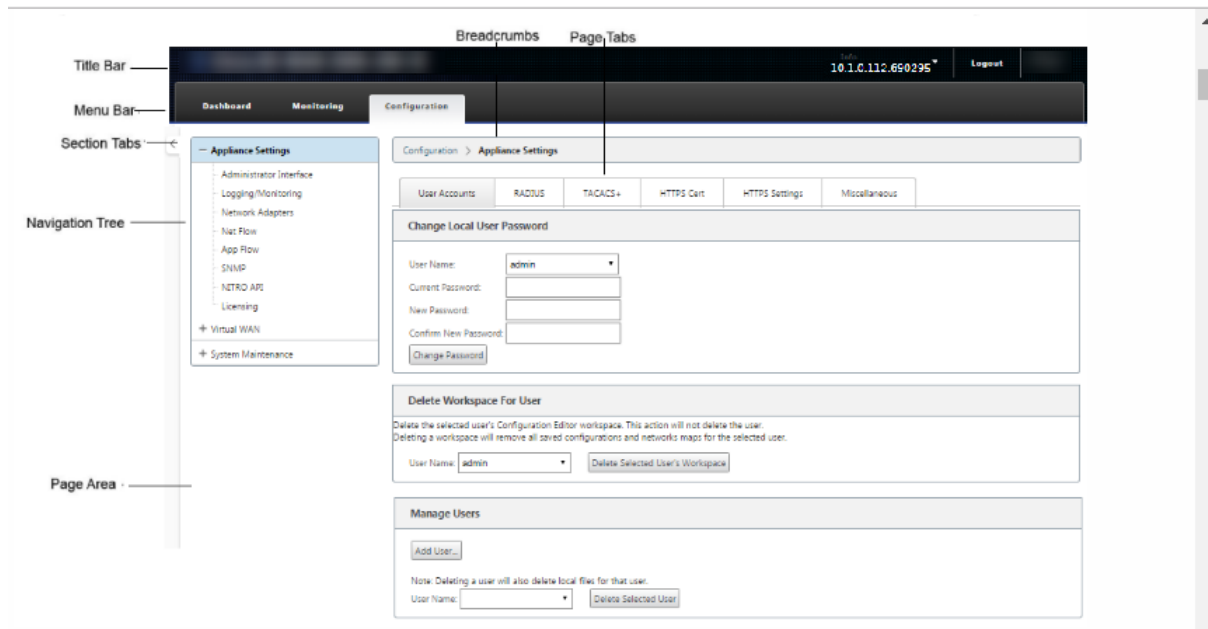 Breadcrumbs Page Tabs
Title Bar
10.1.0.112.690295 Logout
Menu Bar
Dashboard Monitoring Configuration
Section Tabs
Appliance Settings
Configuration > Appliance Settings
Administrator Interface
Logging/Monitoring
Network Adapters
Net Flow
App Flow
SNMP
NITRO API
Licensing
+ Virtual WAN
+ System Maintenance
Navigation Tree
User Accounts RADIUS TACACS+ HTTPS Cert HTTPS Settings Miscellaneous
Change Local User Password
User Name: admin
Current Password:
New Password:
Confirm New Password:
Change Password
Delete Workspace For User
Delete the selected user's Configuration Editor workspace. This action will not delete the user.
Deleting a workspace will remove all saved configurations and networks maps for the selected user.
User Name: admin Delete Selected User's Workspace
Page Area
Manage Users
Add User...
Note: Deleting a user will also delete local files for that user.
User Name: Delete Selected User